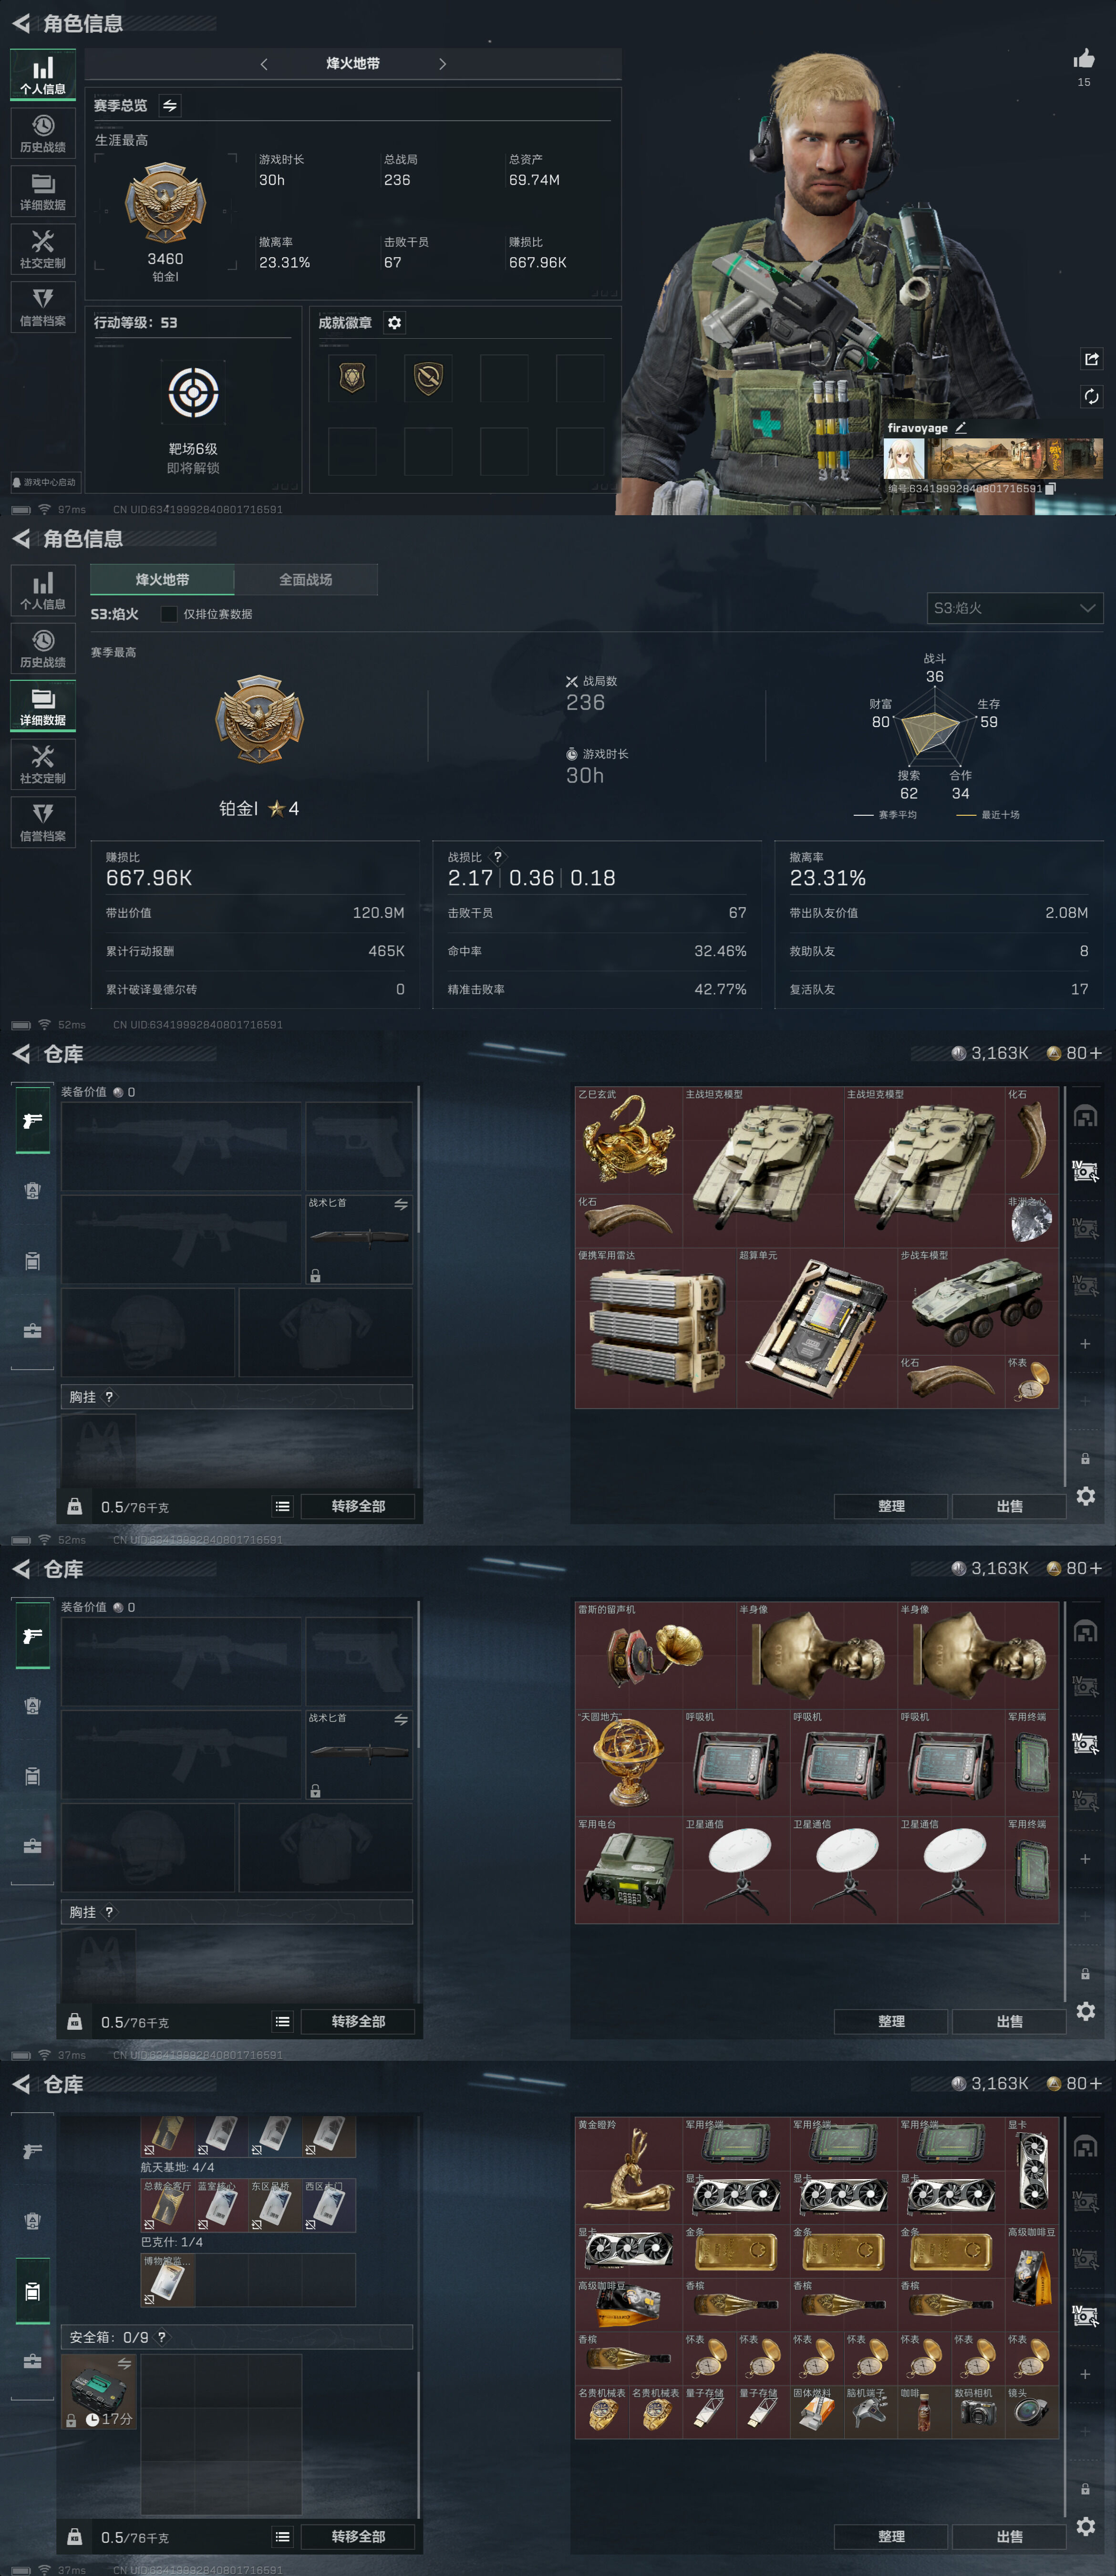 角色信息
个人信息
历史战绩
详细数据
社交定制
信誉档案
游戏中心启动
烽火地带
赛季总览
生涯最高
3460
铂金I
游戏时长
30h
总战局
236
总资产
69.74M
撤离率
23.31%
击败干员
67
赚损比
667.96K
行动等级：53
靶场6级
即将解锁
成就徽章
15
firavoyage
编号:63419992840801716591
97ms CN UID:63419992840801716591
角色信息
个人信息
历史战绩
详细数据
社交定制
信誉档案
烽火地带 全面战场
S3:焰火 仅排位赛数据
S3:焰火
赛季最高
铂金I 4
战局数
236
游戏时长
30h
战斗
36
财富
80
生存
59
搜索
62
合作
34
赛季平均 最近十场
赚损比
667.96K
带出价值 120.9M
累计行动报酬 465K
累计破译曼德尔砖 0
战损比 ?
2.17 | 0.36 | 0.18
击败干员 67
命中率 32.46%
精准击败率 42.77%
撤离率
23.31%
带出队友价值 2.08M
救助队友 8
复活队友 17
52ms CN UID:63419992840801716591
仓库
3,163K 80+
装备价值 0
战术匕首
胸挂 ?
0.5/76千克
转移全部
乙巳玄武 主战坦克模型 主战坦克模型 化石
化石 非洲之心
便携军用雷达 超算单元 步战车模型
化石 怀表
IV
IV
整理 出售
52ms CN UID:63419992840801716591
仓库
3,163K 80+
装备价值 0
战术匕首
胸挂 ?
0.5/76千克
转移全部
雷斯的留声机 半身像 半身像
“天圆地方” 呼吸机 呼吸机 呼吸机 军用终端
军用电台 卫星通信 卫星通信 卫星通信 军用终端
IV
IV
IV
整理 出售
37ms CN UID:63419992840801716591
仓库
3,163K 80+
航天基地: 4/4
总裁会客厅 蓝室核心 东区吊桥 西区大门
巴克什: 1/4
博物馆监...
安全箱: 0/9 ?
17分
0.5/76千克
转移全部
黄金瞪羚 军用终端 军用终端 军用终端 显卡
显卡 显卡 显卡
显卡 金条 金条 金条 高级咖啡豆
高级咖啡豆 香槟 香槟 香槟
香槟 怀表 怀表 怀表 怀表 怀表 怀表 怀表
名贵机械表 名贵机械表 量子存储 量子存储 固体燃料 脑机端子 咖啡 数码相机 镜头
IV
IV
IV
整理 出售
37ms CN UID:63419992840801716591